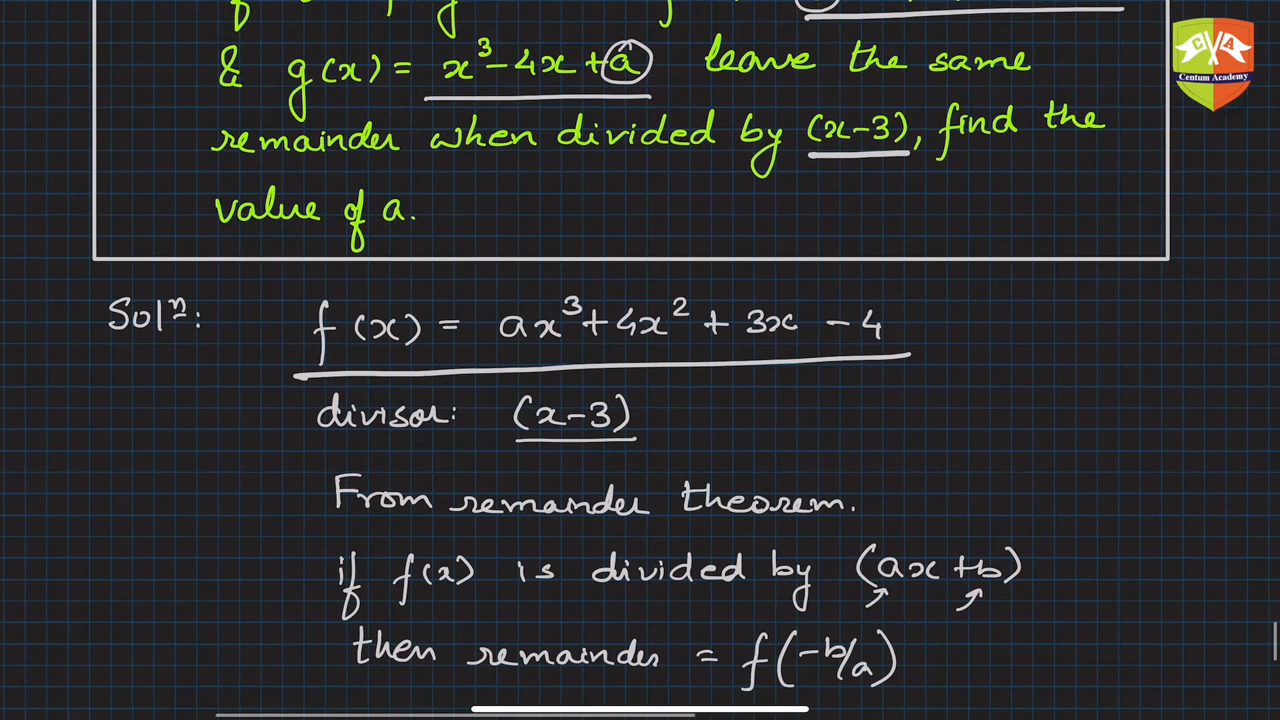 & g(x) = x³-4x+a leave the same
Centum Academy
remainder when divided by (x-3), find the
value of a.
Solⁿ: f(x) = ax³+4x²+3x-4
divisor: (x-3)
From remainder theorem.
if f(x) is divided by (ax+b)
then remainder = f(-b/a)